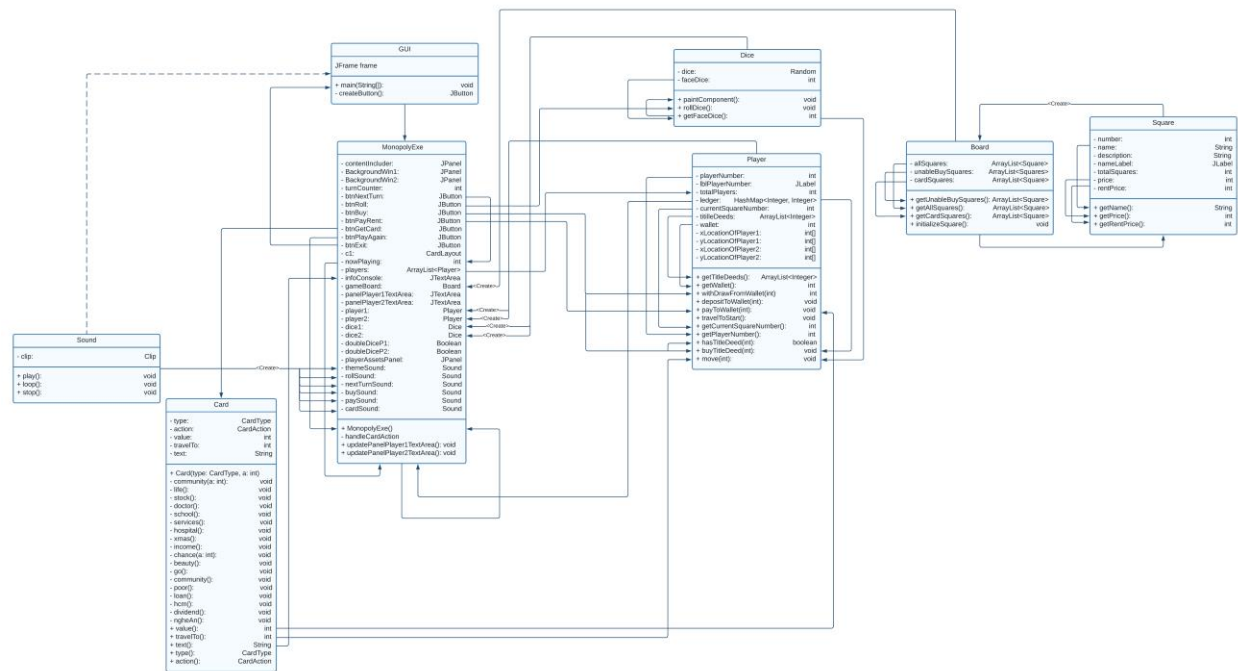 GUI
JFrame frame
+ main(String[]): void
- createButton(): JButton
Dice
- dice: Random
- faceDice: int
+ paintComponent(): void
+ rollDice(): void
+ getFaceDice(): int
<Create>
Square
- number: int
- name: String
- description: String
- nameLabel: JLabel
- totalSquares: int
- price: int
- rentPrice: int
+ getName(): String
+ getPrice(): int
+ getRentPrice(): int
Board
- allSquares: ArrayList<Square>
- unableBuySquares: ArrayList<Squares>
- cardSquares: ArrayList<Square>
+ getUnableBuySquares(): ArrayList<Square>
+ getAllSquares(): ArrayList<Square>
+ getCardSquares(): ArrayList<Square>
+ initializeSquare(): void
MonopolyExe
- contentIncluder: JPanel
- BackgroundWin1: JPanel
- BackgroundWin2: JPanel
- turnCounter: int
- btnNextTurn: JButton
- btnRoll: JButton
- btnBuy: JButton
- btnPayRent: JButton
- btnGetCard: JButton
- btnPlayAgain: JButton
- btnExit: JButton
- c1: CardLayout
- nowPlaying: int
- players: ArrayList<Player>
- infoConsole: JTextArea
- gameBoard: Board
- panelPlayer1TextArea: JTextArea
- panelPlayer2TextArea: JTextArea
- player1: Player
- player2: Player
- dice1: Dice
- dice2: Dice
- doubleDiceP1: Boolean
- doubleDiceP2: Boolean
- playerAssetsPanel: JPanel
- themeSound: Sound
- rollSound: Sound
- nextTurnSound: Sound
- buySound: Sound
- paySound: Sound
- cardSound: Sound
+ MonopolyExe()
- handleCardAction
+ updatePanelPlayer1TextArea(): void
+ updatePanelPlayer2TextArea(): void
<Create>
<Create>
<Create>
<Create>
<Create>
Player
- playerNumber: int
- lblPlayerNumber: JLabel
- totalPlayers: int
- ledger: HashMap<Integer, Integer>
- currentSquareNumber: int
- wallet: int
- xLocationOfPlayer1: int[]
- yLocationOfPlayer1: int[]
- xLocationOfPlayer2: int[]
- yLocationOfPlayer2: int[]
+ getTitleDeeds(): ArrayList<Integer>
+ getWallet(): int
+ withDrawFromWallet(int) int
+ depositToWallet(int): void
+ payToWallet(int): void
+ travelToStart(): void
+ getCurrentSquareNumber(): int
+ getPlayerNumber(): int
+ hasTitleDeed(int): boolean
+ buyTitleDeed(int): void
+ move(int): void
Sound
- clip: Clip
+ play(): void
+ loop(): void
+ stop(): void
<Create>
Card
- type: CardType
- action: CardAction
- value: int
- travelTo: int
- text: String
+ Card(type: CardType, a: int)
- community(a: int): void
- life(): void
- stock(): void
- doctor(): void
- school(): void
- services(): void
- hospital(): void
- xmas(): void
- income(): void
- chance(a: int): void
- beauty(): void
- go(): void
- community(): void
- poor(): void
- loan(): void
- hcm(): void
- dividend(): void
- ngheAn(): void
+ value(): int
+ travelTo(): int
+ text(): String
+ type(): CardType
+ action(): CardAction